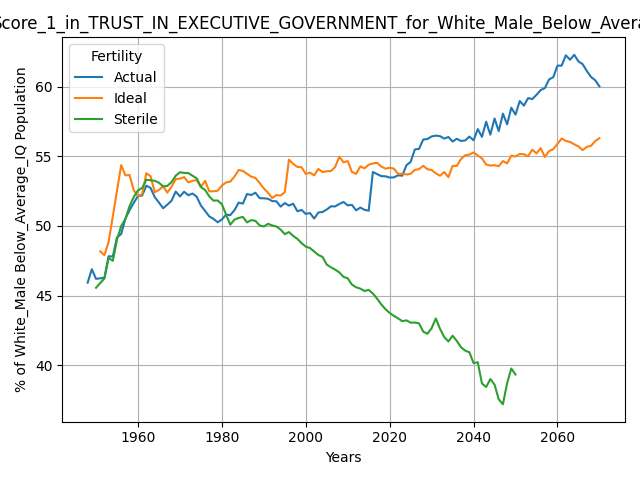 Score_1_in_TRUST_IN_EXECUTIVE_GOVERNMENT_for_White_Male_Below_Avera
Fertility
Actual
Ideal
Sterile
% of White_Male Below_Average_IQ Population
60
55
50
45
40
1960
1980
2000
2020
2040
2060
Years